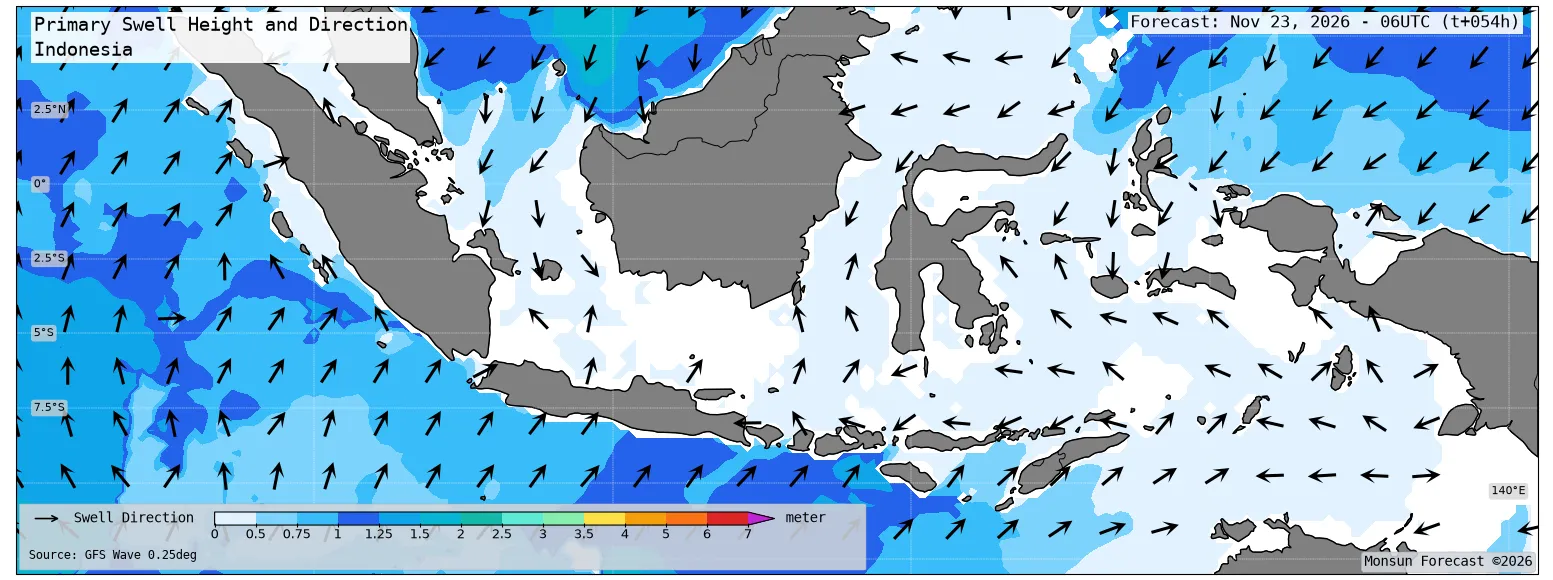 Primary Swell Height and Direction
Indonesia
Forecast: Nov 23, 2026 - 06UTC (t+054h)
2.5°N
0°
2.5°S
5°S
7.5°S
140°E
Swell Direction
meter
0 0.5 0.75 1 1.25 1.5 2 2.5 3 3.5 4 5 6 7
Source: GFS Wave 0.25deg
Monsun Forecast ©2026